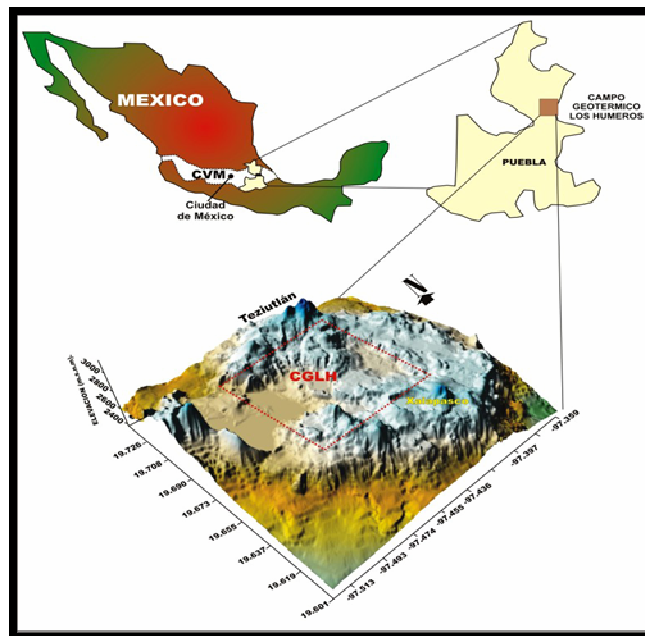 MEXICO
CVM
Ciudad
de México
CAMPO
GEOTERMICO
LOS HUMEROS
PUEBLA
Teziutlán
CGLH
Xalapasco
ELEVACION (m.s.n.m.)
3000
2800
2600
2400
19.726
19.708
19.690
19.673
19.655
19.637
19.619
19.601
-97.513
-97.493
-97.474
-97.455
-97.436
-97.397
-97.359